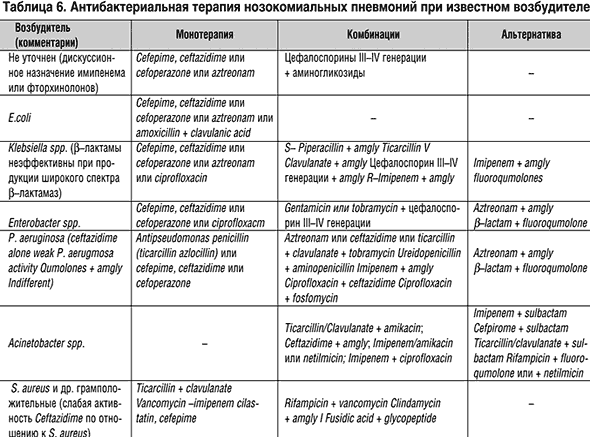 Таблица 6. Антибактериальная терапия нозокомиальных пневмоний при известном возбудителе
Возбудитель
(комментарии)
Монотерапия
Комбинации
Альтернатива
Не уточнен (дискуссион-
ное назначение имипенема
или фторхинолонов)
Cefepime, ceftazidime или
cefoperazone или aztreonam
Цефалоспорины III–IV генерации
+ аминогликозиды
–
E.coli
Cefepime, ceftazidime или
cefoperazone или aztreonam или
amoxicillin + clavulanic acid
–
–
Klebsiella spp. (β–лактамы
неэффективны при про-
дукции широкого спектра
β–лактамаз)
Cefepime, ceftazidime или
cefoperazone или aztreonam
или ciprofloxacin
S– Piperacillin + amgly Ticarcillin V
Clavulanate + amgly Цефалоспорин III–IV
генерации + amgly R–Imipenem + amgly
Imipenem + amgly
fluoroqumolones
Enterobacter spp.
Cefepime, ceftazidime или
cefoperazone или ciprofloxacm
Gentamicin или tobramycin + цефалоспо-
рин III–IV генерации
Aztreonam + amgly
β–lactam + fluoroqumolone
P. aeruginosa (ceftazidime
alone weak P. aerugmosa
activity Qumolones + amgly
Indifferent)
Antipseudomonas penicillin
(ticarcillin azlocillin) или
cefepime, ceftazidime или
cefoperazone
Aztreonam или ceftazidime или ticarcillin
+ clavulanate + tobramycin Ureidopenicillin
+ aminopenicillin Imipenem + amgly
Ciprofloxacin + ceftazidime Ciprofloxacin
+ fosfomycin
Aztreonam + amgly
β–lactam + fluoroqumolone
Acinetobacter spp.
–
Ticarcillin/Clavulanate + amikacin;
Ceftazidime + amgly; Imipenem/amikacin
или netilmicin; Imipenem + ciprofloxacin
Imipenem + sulbactam
Cefpirome + sulbactam
Ticarcillin/clavulanate + sul-
bactam Rifampicin + fluoro-
qumolone или + netilmicin
S. aureus и др. грамполо-
жительные (слабая актив-
ность Ceftazidime по отно-
шению к S. aureus)
Ticarcillin + clavulanate
Vancomycin –imipenem cilas-
tatin, cefepime
Rifampicin + vancomycin Clindamycin
+ amgly I Fusidic acid + glycopeptide
–